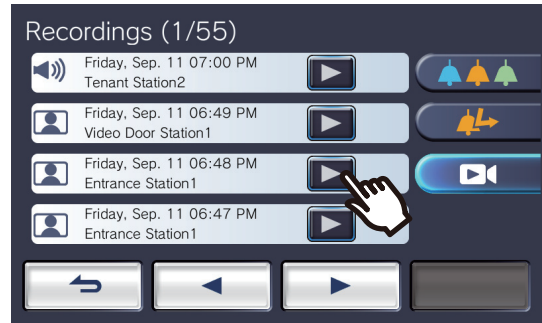 Recordings (1/55)
Friday, Sep. 11 07:00 PM
Tenant Station2
Friday, Sep. 11 06:49 PM
Video Door Station1
Friday, Sep. 11 06:48 PM
Entrance Station1
Friday, Sep. 11 06:47 PM
Entrance Station1